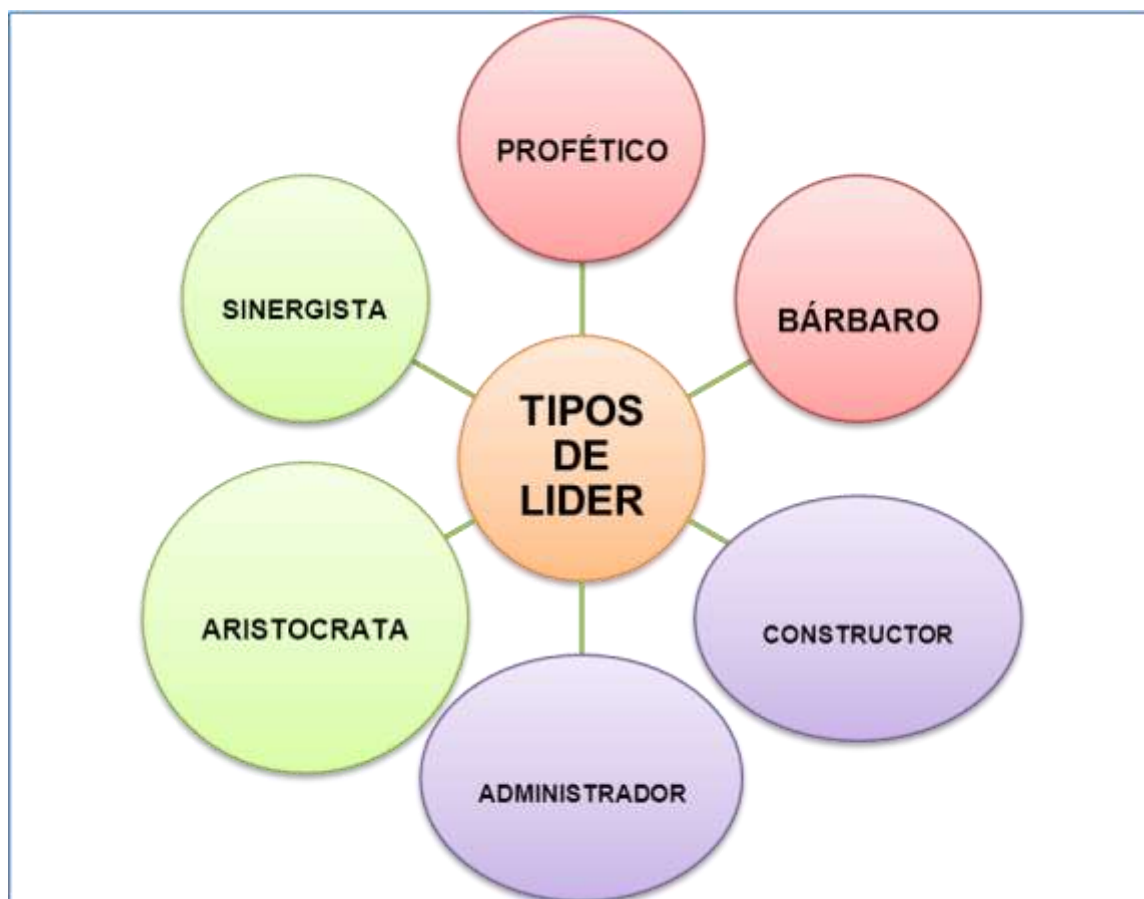 PROFÉTICO
SINERGISTA
BÁRBARO
TIPOS
DE
LIDER
ARISTOCRATA
CONSTRUCTOR
ADMINISTRADOR